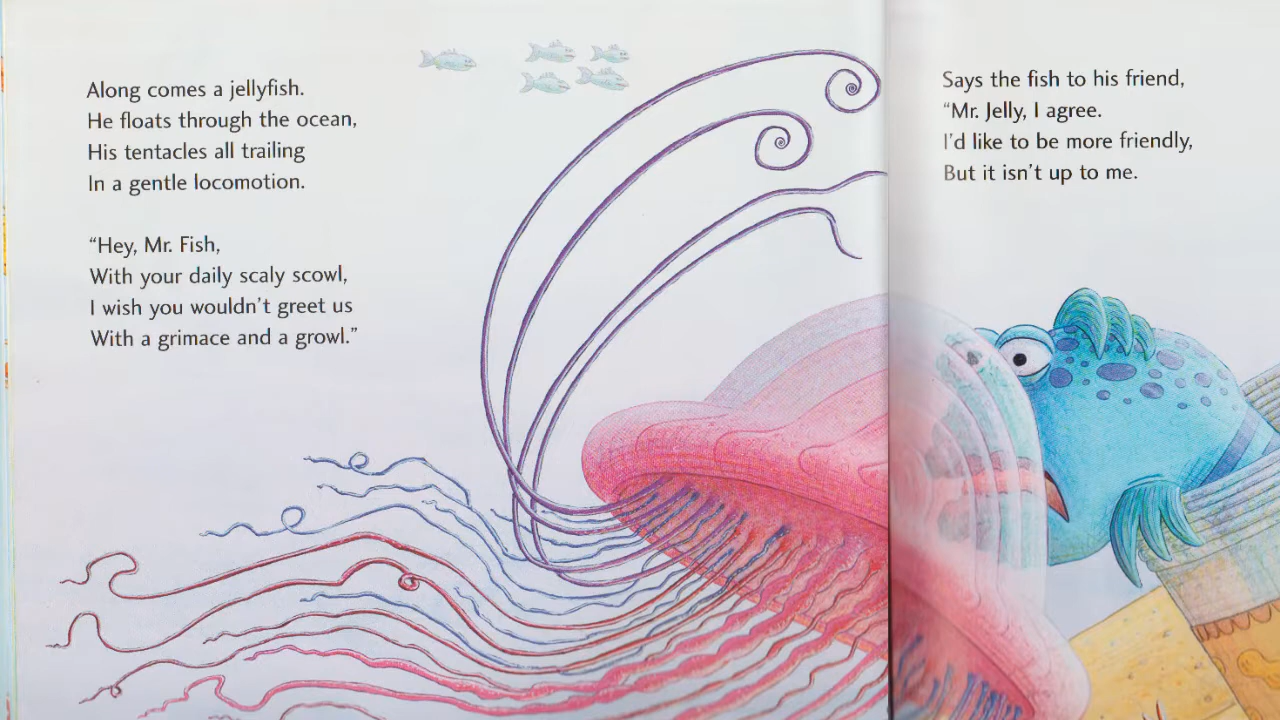 Along comes a jellyfish.
He floats through the ocean,
His tentacles all trailing
In a gentle locomotion.
“Hey, Mr. Fish,
With your daily scaly scowl,
I wish you wouldn’t greet us
With a grimace and a growl.”
Says the fish to his friend,
“Mr. Jelly, I agree.
I’d like to be more friendly,
But it isn’t up to me.